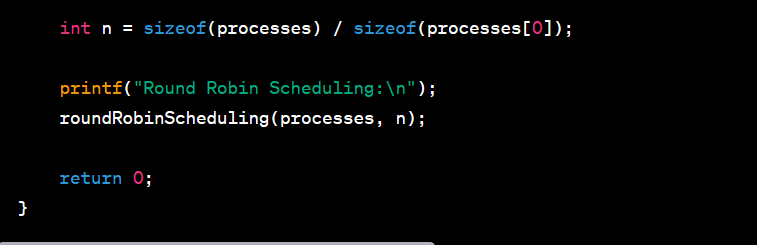 int n = sizeof(processes) / sizeof(processes[0]);
printf("Round Robin Scheduling:\n");
roundRobinScheduling(processes, n);
return 0;
}